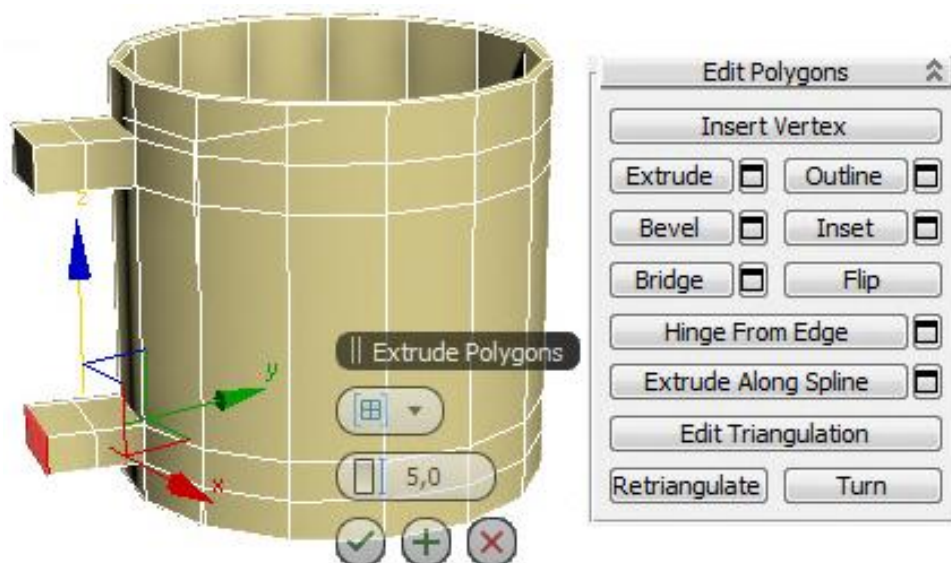 Edit Polygons
Insert Vertex
Extrude Outline
Bevel Inset
Bridge Flip
Hinge From Edge
Extrude Along Spline
Edit Triangulation
Retriangulate Turn
z
y
x
Extrude Polygons
5,0